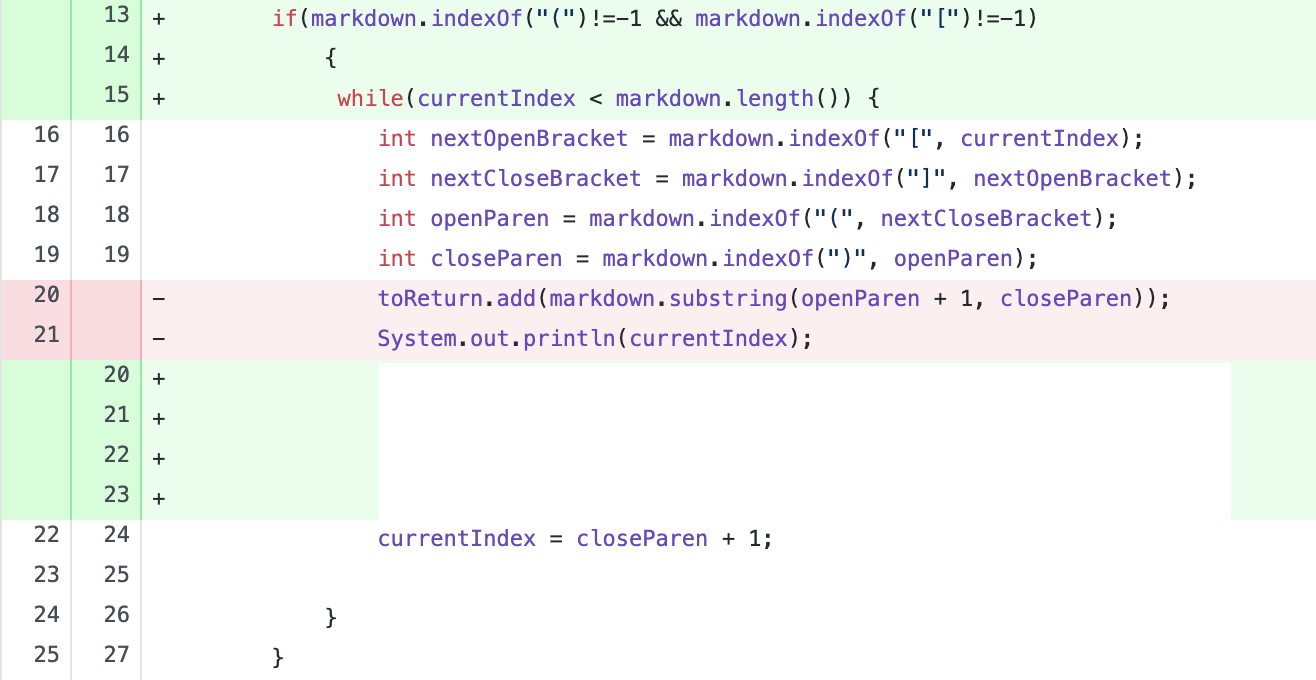 13 + if(markdown.indexOf("(")!=-1 && markdown.indexOf("[")!=-1)
14 + {
15 + while(currentIndex < markdown.length()) {
16 16 int nextOpenBracket = markdown.indexOf("[", currentIndex);
17 17 int nextCloseBracket = markdown.indexOf("]", nextOpenBracket);
18 18 int openParen = markdown.indexOf("(", nextCloseBracket);
19 19 int closeParen = markdown.indexOf(")", openParen);
20 − toReturn.add(markdown.substring(openParen + 1, closeParen));
21 − System.out.println(currentIndex);
20 +
21 +
22 +
23 +
22 24 currentIndex = closeParen + 1;
23 25
24 26 }
25 27 }